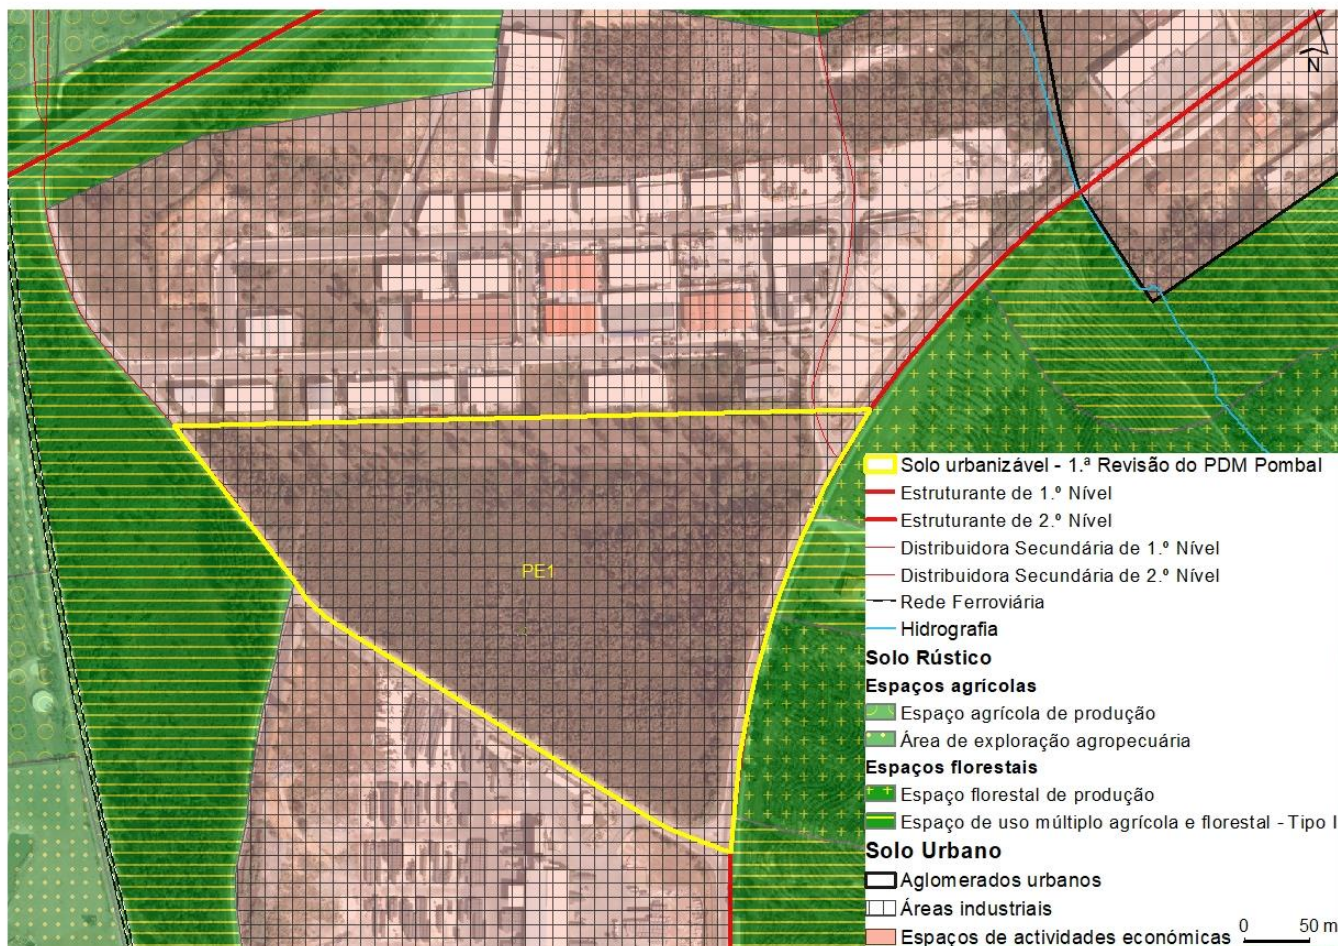 N
PE1
Solo urbanizável - 1.ª Revisão do PDM Pombal
Estruturante de 1.º Nível
Estruturante de 2.º Nível
Distribuidora Secundária de 1.º Nível
Distribuidora Secundária de 2.º Nível
Rede Ferroviária
Hidrografia
Solo Rústico
Espaços agrícolas
Espaço agrícola de produção
Área de exploração agropecuária
Espaços florestais
Espaço florestal de produção
Espaço de uso múltiplo agrícola e florestal - Tipo I
Solo Urbano
Aglomerados urbanos
Áreas industriais
Espaços de actividades económicas
0 50 m